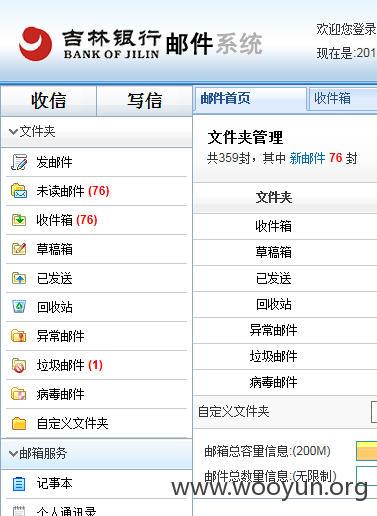 吉林银行 邮件系统
BANK OF JILIN
欢迎您登录
现在是:201
收信 写信
邮件首页 收件箱
文件夹
发邮件
未读邮件 (76)
收件箱 (76)
草稿箱
已发送
回收站
异常邮件
垃圾邮件 (1)
病毒邮件
自定义文件夹
邮箱服务
记事本
个人通讯录
文件夹管理
共359封，其中 新邮件 76 封
文件夹
收件箱
草稿箱
已发送
回收站
异常邮件
垃圾邮件
病毒邮件
自定义文件夹
邮箱总容量信息:(200M)
邮件总数量信息:(无限制)
www.wooyun.org